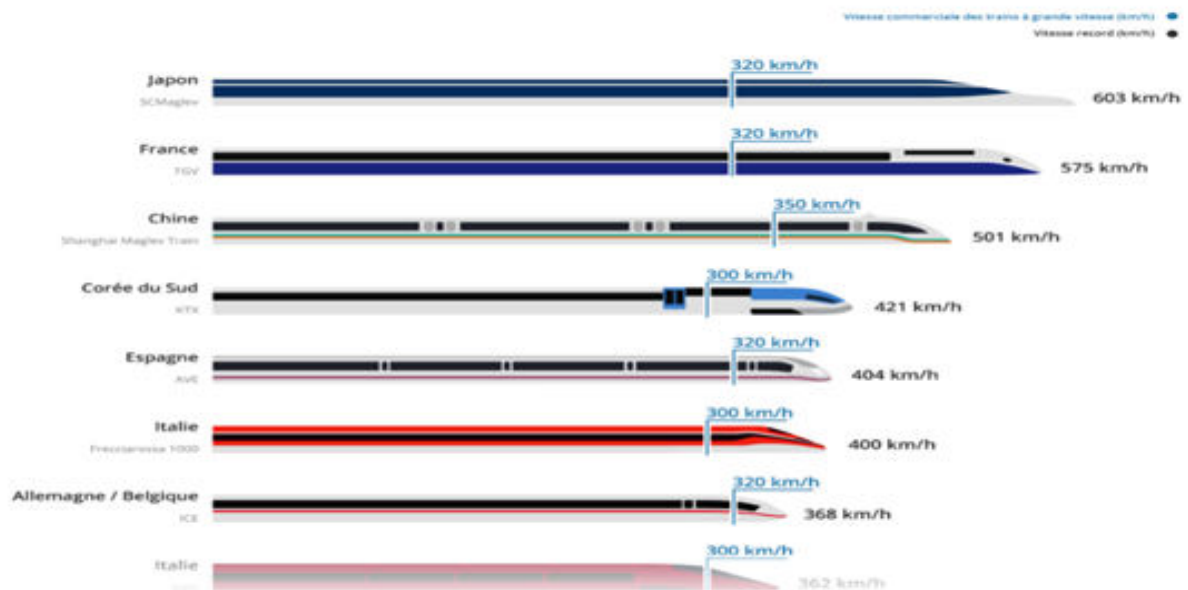 Vitesse commerciale des trains à grande vitesse (km/h)
Vitesse record (km/h)
320 km/h
Japon
SCMaglev
603 km/h
320 km/h
France
TGV
575 km/h
350 km/h
Chine
Shanghai Maglev Train
501 km/h
300 km/h
Corée du Sud
KTX
421 km/h
320 km/h
Espagne
AVE
404 km/h
300 km/h
Italie
Frecciarossa 1000
400 km/h
320 km/h
Allemagne / Belgique
ICE
368 km/h
300 km/h
Italie
362 km/h